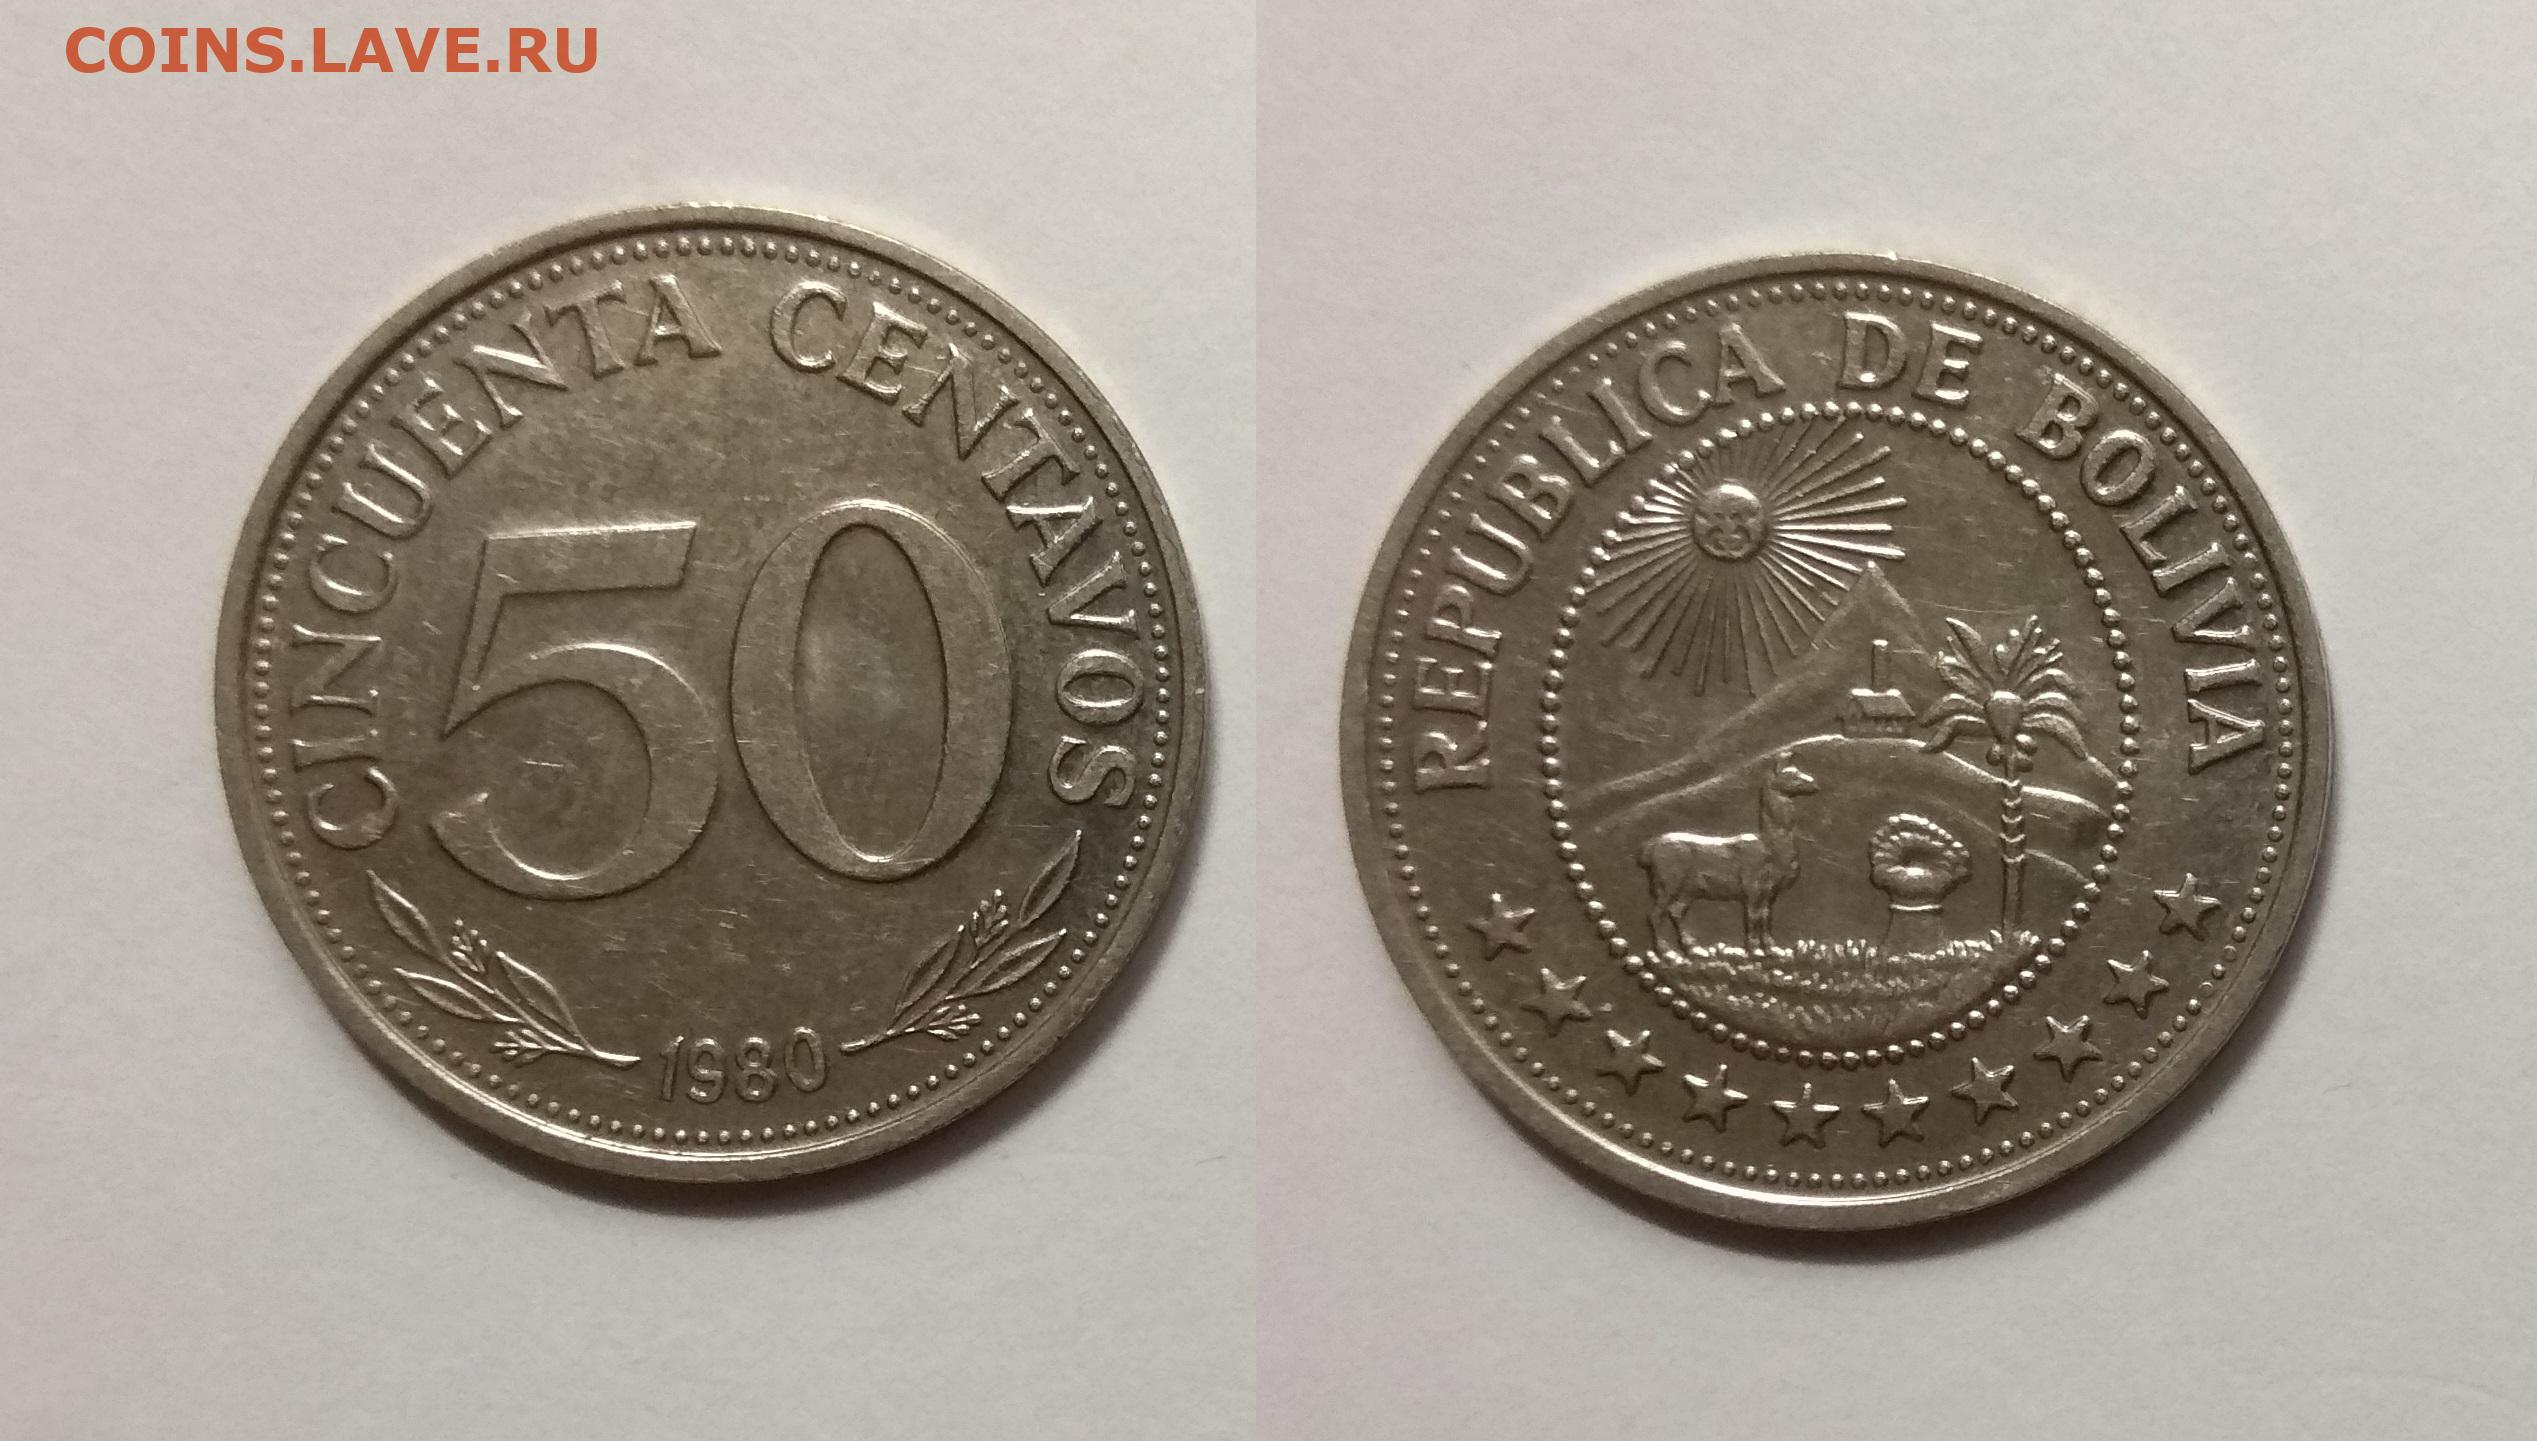 COINS.LAVE.RU
CINCUENTA CENTAVOS
50
1980
REPUBLICA DE BOLIVIA